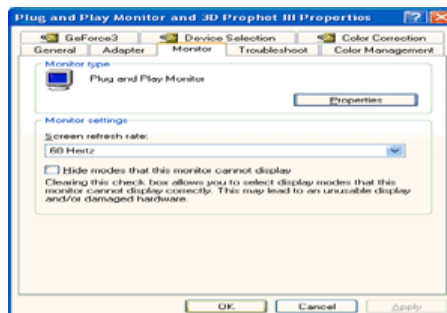 Plug and Play Monitor and 3D Prophet III Properties
GeForce3 Device Selection Color Correction
General Adapter Monitor Troubleshoot Color Management
Monitor type
Plug and Play Monitor
Properties
Monitor settings
Screen refresh rate:
60 Hertz
Hide modes that this monitor cannot display
Clearing this check box allows you to select display modes that this
monitor cannot display correctly. This may lead to an unusable display
and/or damaged hardware.
OK Cancel Apply